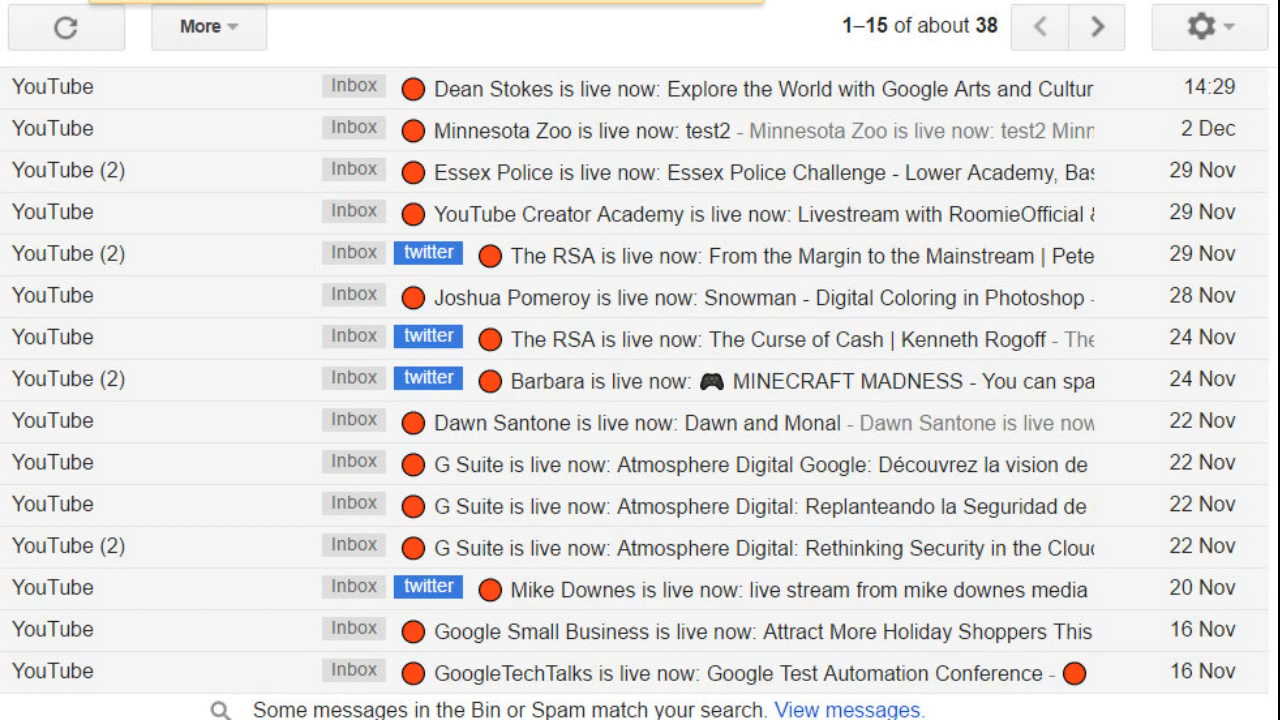 More 1–15 of about 38
YouTube Inbox Dean Stokes is live now: Explore the World with Google Arts and Cultur 14:29
YouTube Inbox Minnesota Zoo is live now: test2 - Minnesota Zoo is live now: test2 Minn 2 Dec
YouTube (2) Inbox Essex Police is live now: Essex Police Challenge - Lower Academy, Bas 29 Nov
YouTube Inbox YouTube Creator Academy is live now: Livestream with RoomieOfficial & 29 Nov
YouTube (2) Inbox twitter The RSA is live now: From the Margin to the Mainstream | Pete 29 Nov
YouTube Inbox Joshua Pomeroy is live now: Snowman - Digital Coloring in Photoshop - 28 Nov
YouTube Inbox twitter The RSA is live now: The Curse of Cash | Kenneth Rogoff - The 24 Nov
YouTube (2) Inbox twitter Barbara is live now: 🎮 MINECRAFT MADNESS - You can spa 24 Nov
YouTube Inbox Dawn Santone is live now: Dawn and Monal - Dawn Santone is live now 22 Nov
YouTube Inbox G Suite is live now: Atmosphere Digital Google: Découvrez la vision de 22 Nov
YouTube Inbox G Suite is live now: Atmosphere Digital: Replanteando la Seguridad de 22 Nov
YouTube (2) Inbox G Suite is live now: Atmosphere Digital: Rethinking Security in the Cloud 22 Nov
YouTube Inbox twitter Mike Downes is live now: live stream from mike downes media 20 Nov
YouTube Inbox Google Small Business is live now: Attract More Holiday Shoppers This 16 Nov
YouTube Inbox GoogleTechTalks is live now: Google Test Automation Conference - 16 Nov
Some messages in the Bin or Spam match your search. View messages.